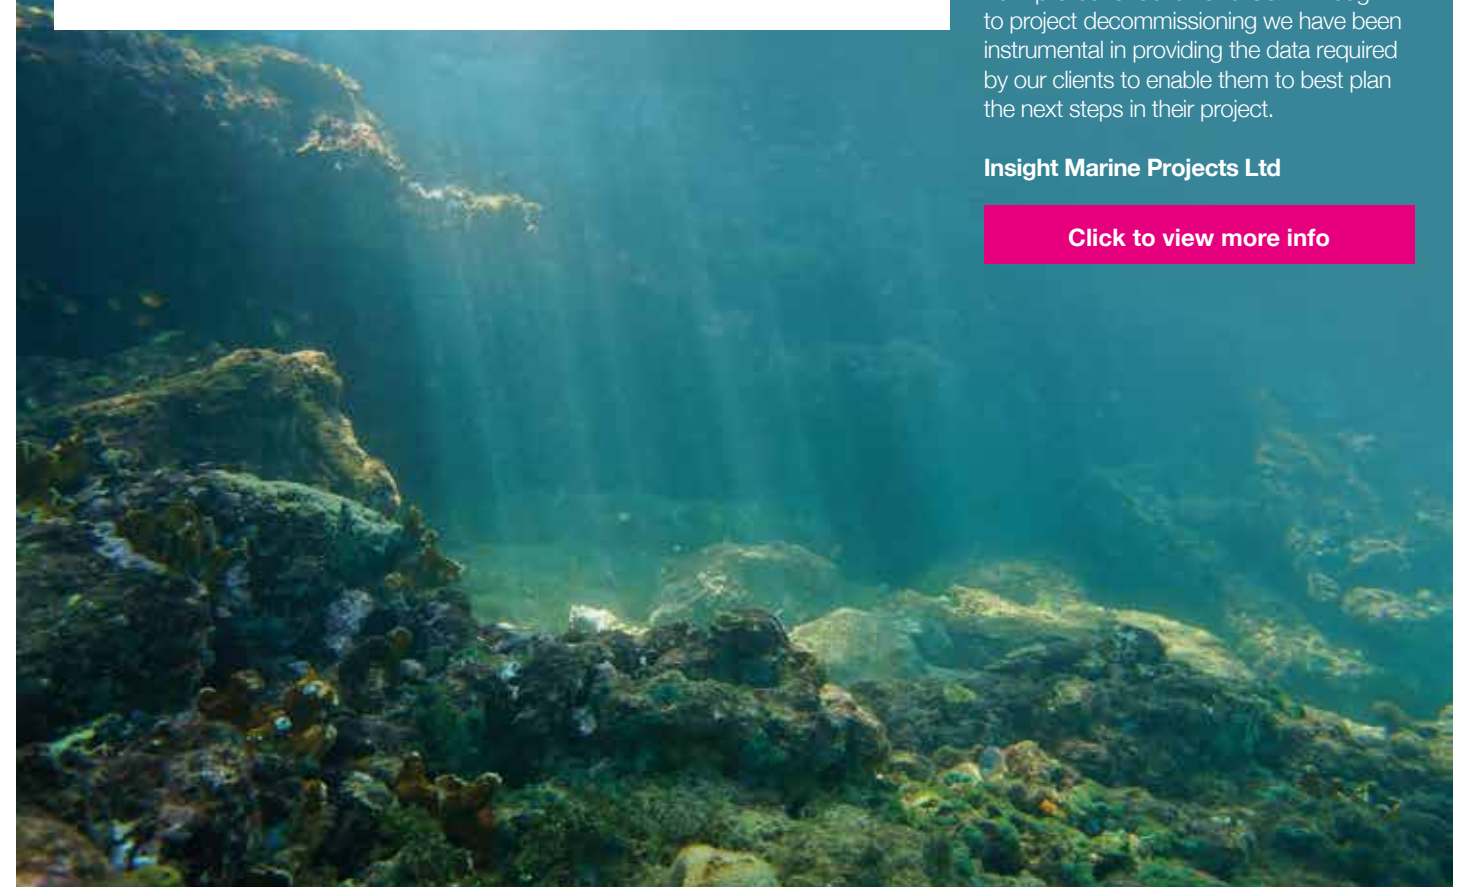 to project decommissioning we have been
instrumental in providing the data required
by our clients to enable them to best plan
the next steps in their project.
Insight Marine Projects Ltd
Click to view more info